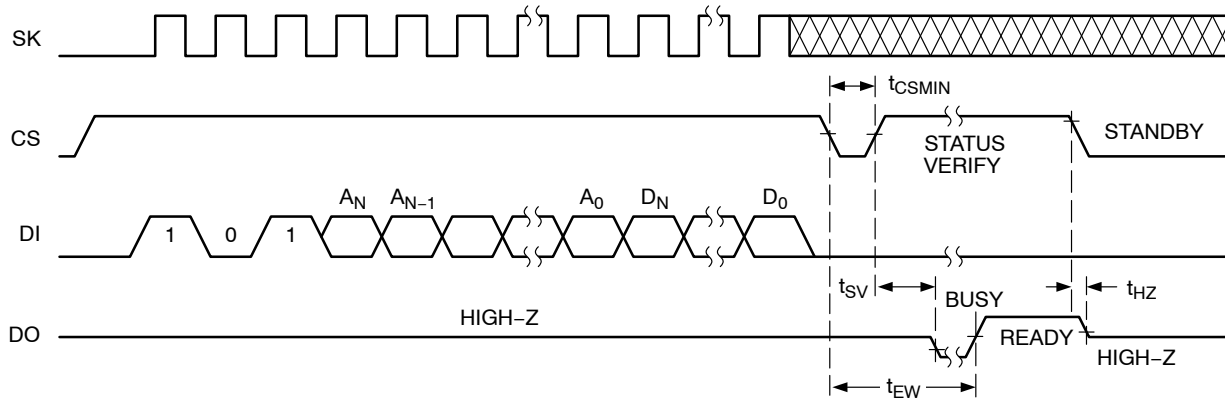 SK
t_CSMIN
CS
STATUS
VERIFY
STANDBY
A_N A_N−1 A_0 D_N D_0
DI
1 0 1
t_SV
BUSY
t_HZ
HIGH−Z
DO
READY
HIGH−Z
t_EW